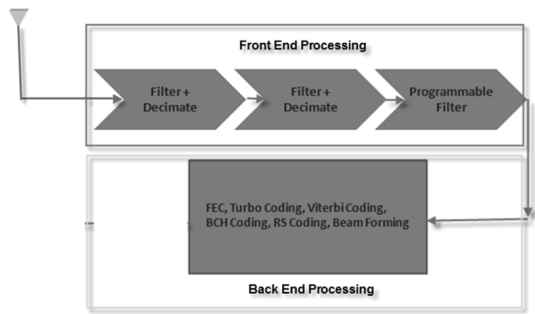 Front End Processing
Filter +
Decimate
Filter +
Decimate
Programmable
Filter
FEC, Turbo Coding, Viterbi Coding,
BCH Coding, RS Coding, Beam Forming
Back End Processing